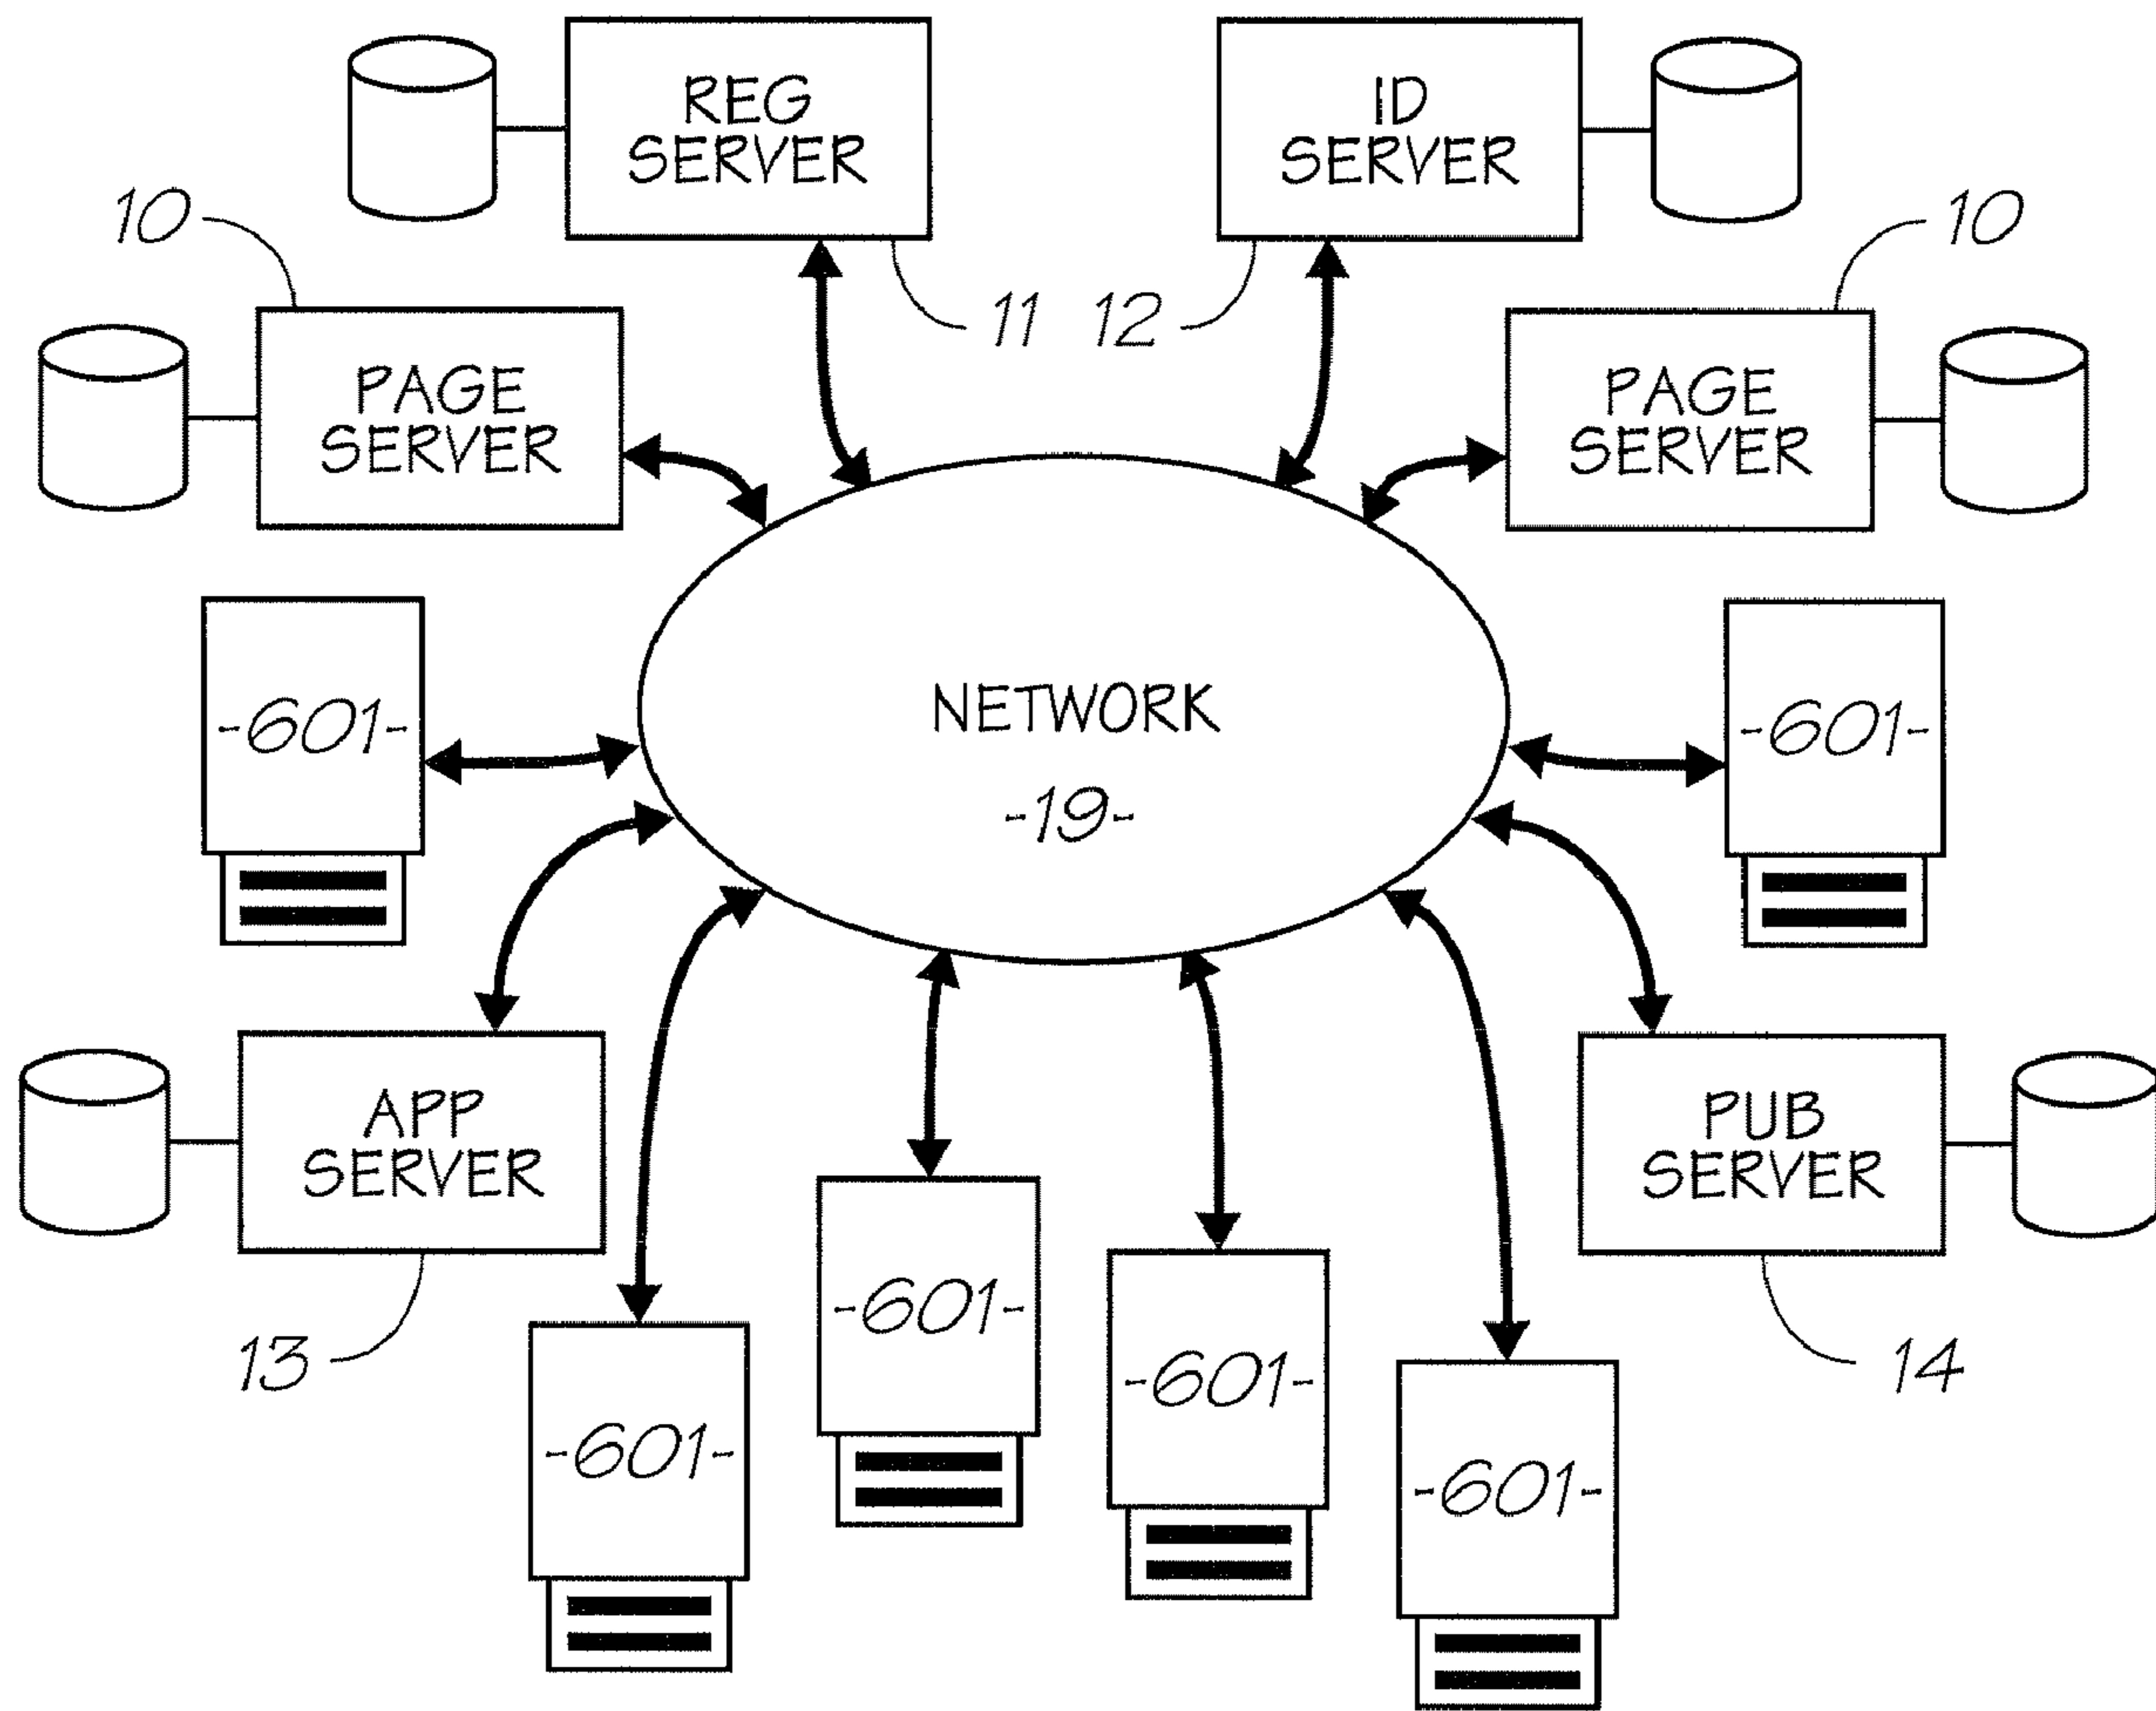 REG
SERVER
ID
SERVER
10
10
11
12
PAGE
SERVER
PAGE
SERVER
-601-
NETWORK
-19-
-601-
APP
SERVER
PUB
SERVER
13
-601-
-601-
-601-
-601-
14